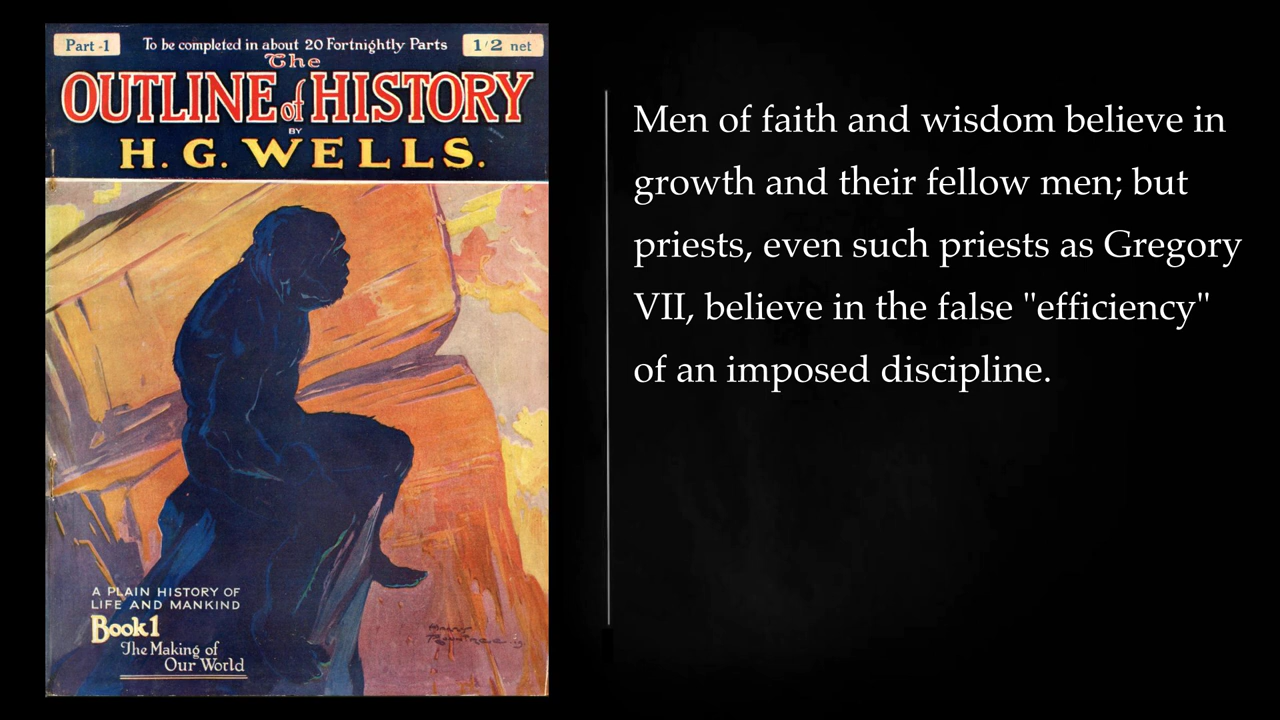 Part -1
To be completed in about 20 Fortnightly Parts
1/2 net
The
OUTLINE of HISTORY
BY
H. G. WELLS.
A PLAIN HISTORY OF
LIFE AND MANKIND
Book 1
The Making of
Our World
Men of faith and wisdom believe in
growth and their fellow men; but
priests, even such priests as Gregory
VII, believe in the false "efficiency"
of an imposed discipline.